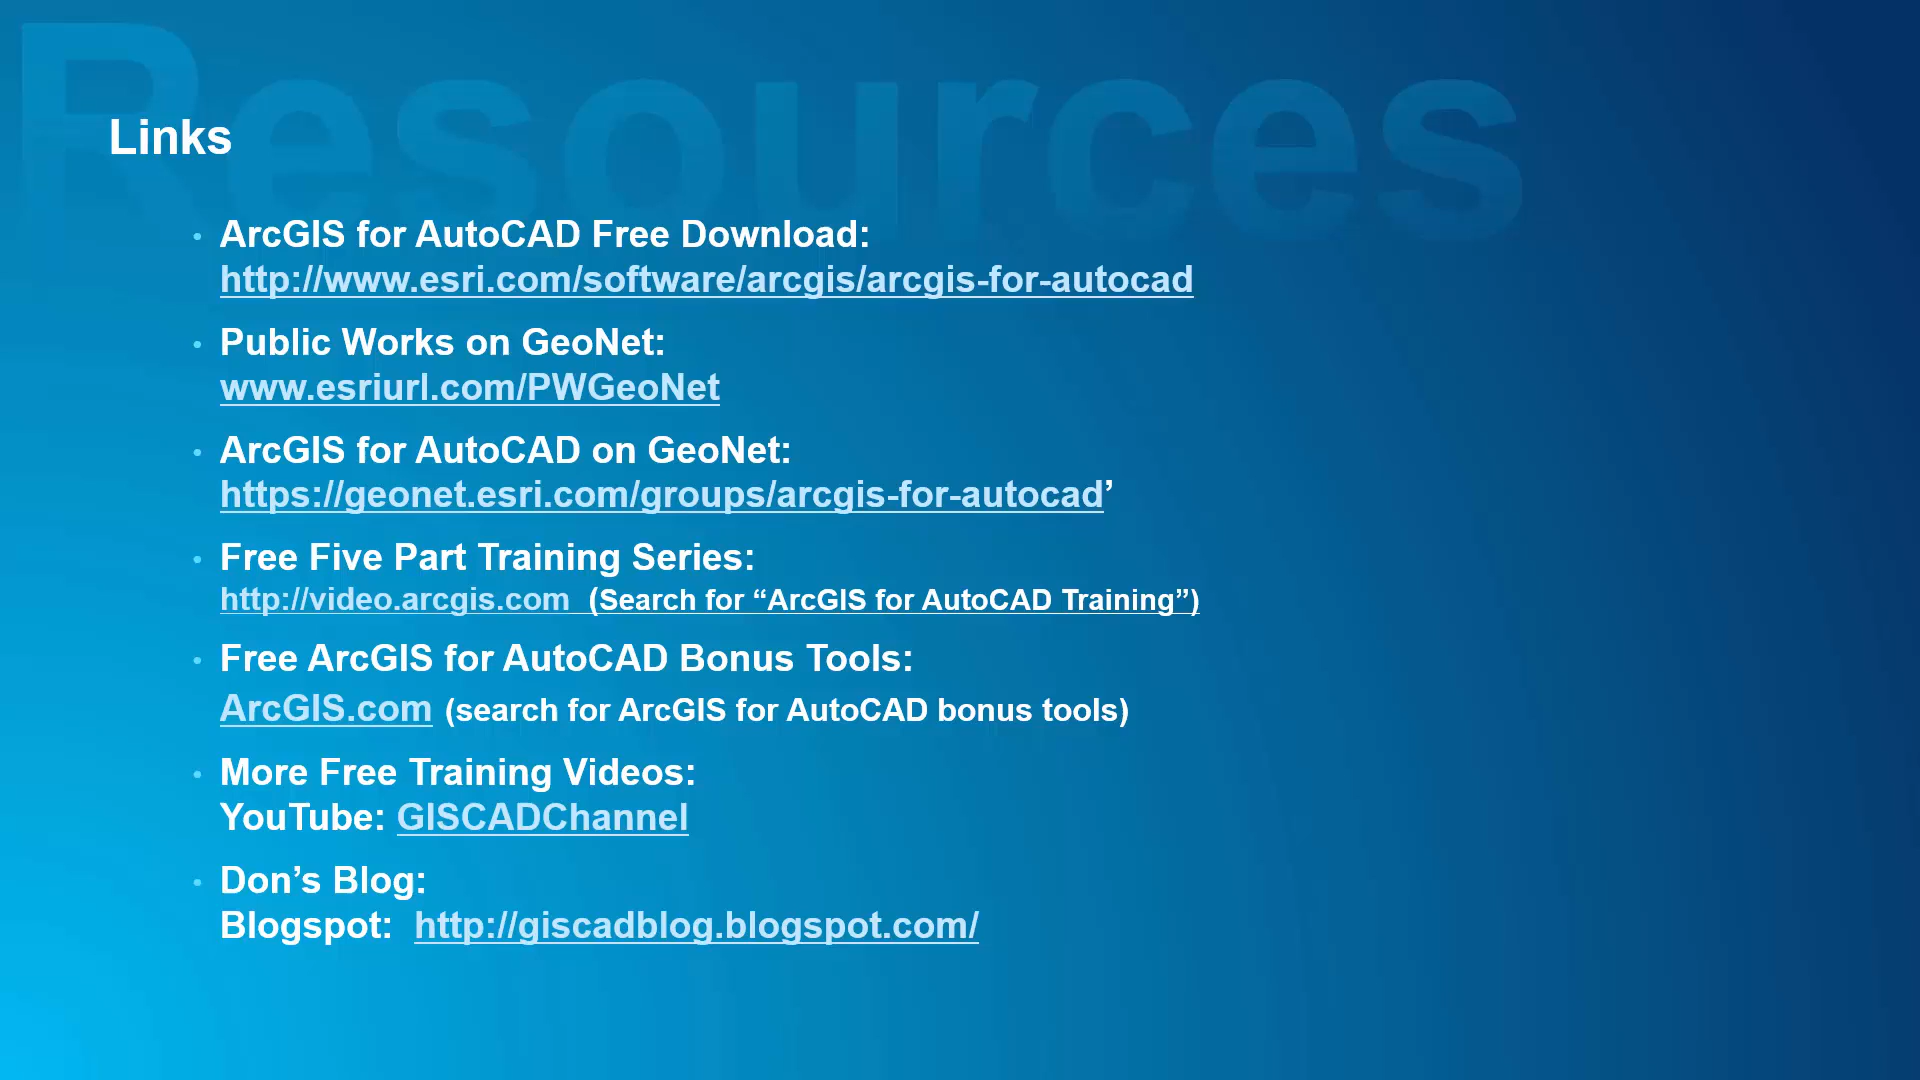 Resources
Links
• ArcGIS for AutoCAD Free Download:
http://www.esri.com/software/arcgis/arcgis-for-autocad
• Public Works on GeoNet:
www.esriurl.com/PWGeoNet
• ArcGIS for AutoCAD on GeoNet:
https://geonet.esri.com/groups/arcgis-for-autocad’
• Free Five Part Training Series:
http://video.arcgis.com  (Search for “ArcGIS for AutoCAD Training”)
• Free ArcGIS for AutoCAD Bonus Tools:
ArcGIS.com (search for ArcGIS for AutoCAD bonus tools)
• More Free Training Videos:
YouTube: GISCADChannel
• Don’s Blog:
Blogspot:  http://giscadblog.blogspot.com/